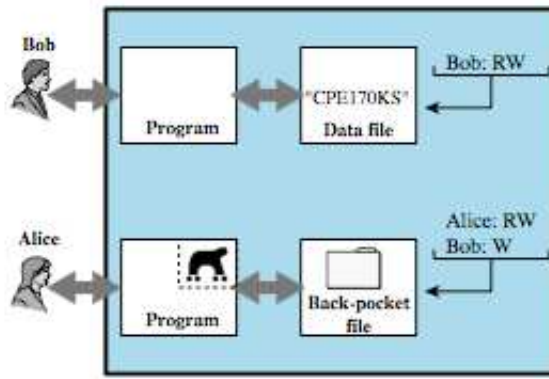 Bob
Program
"CPE170KS"
Data file
Bob: RW
Alice
Program
Back-pocket
file
Alice: RW
Bob: W